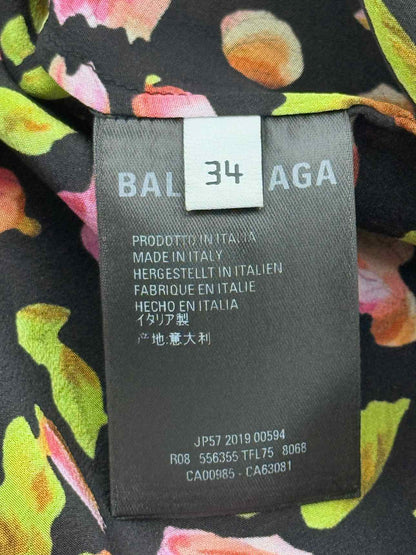 34
BAL AGA
PRODOTTO IN ITALIA
MADE IN ITALY
HERGESTELLT IN ITALIEN
FABRIQUE EN ITALIE
HECHO EN ITALIA
イタリア製
产地:意大利
JP57 2019 00594
R08 556355 TFL75 8068
CA00985 - CA63081